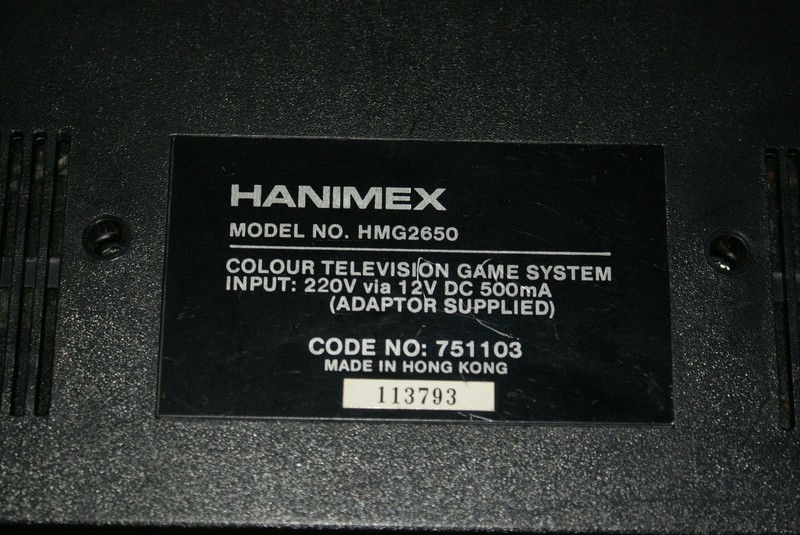 HANIMEX
MODEL NO. HMG2650
COLOUR TELEVISION GAME SYSTEM
INPUT: 220V via 12V DC 500mA
(ADAPTOR SUPPLIED)
CODE NO: 751103
MADE IN HONG KONG
113793